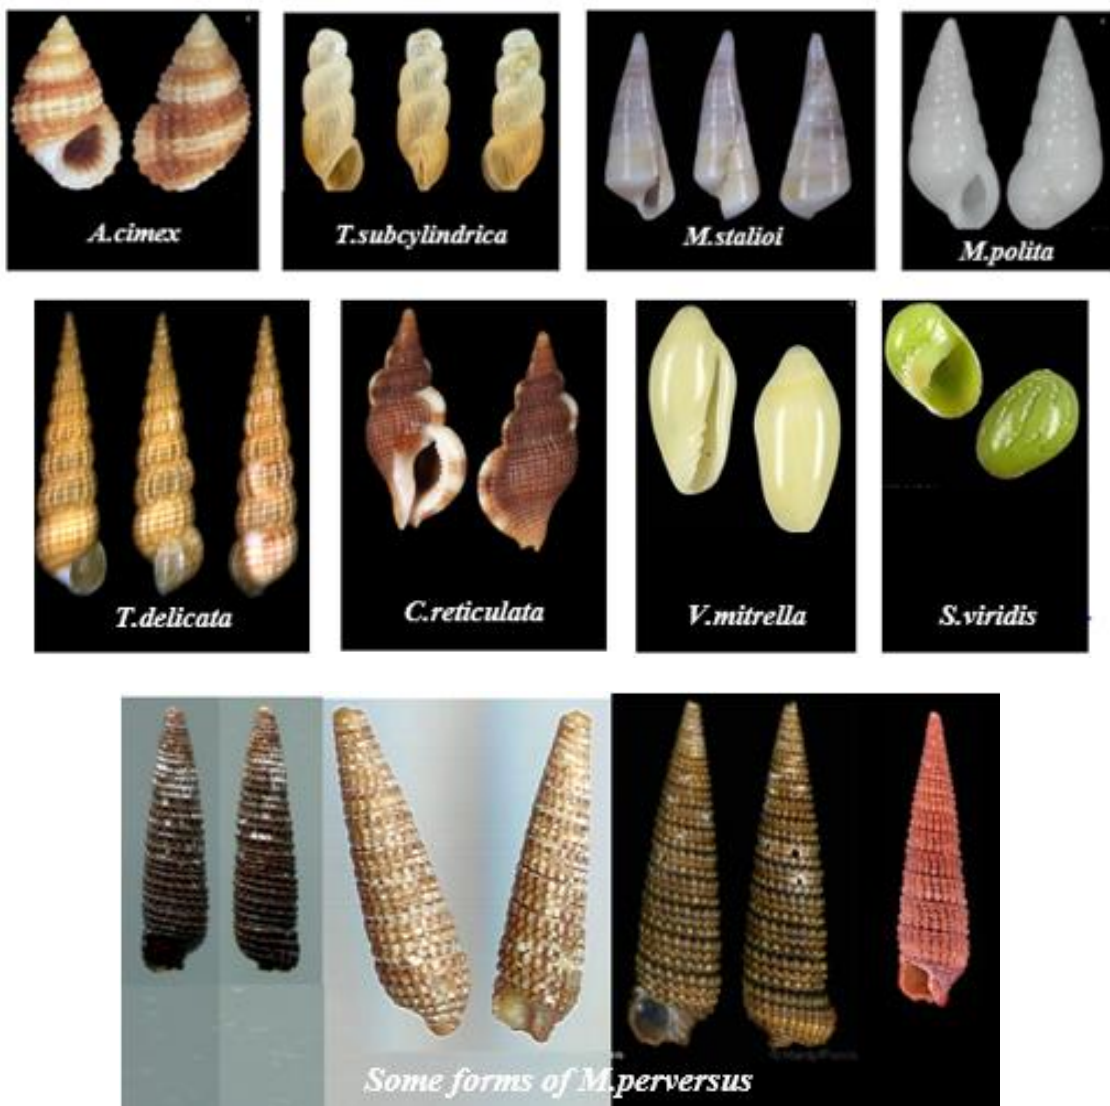 A.cimex
T.subcylindrica
M.stalioi
M.polita
T.delicata
C.reticulata
V.mitrella
S.viridis
Some forms of M.perversus